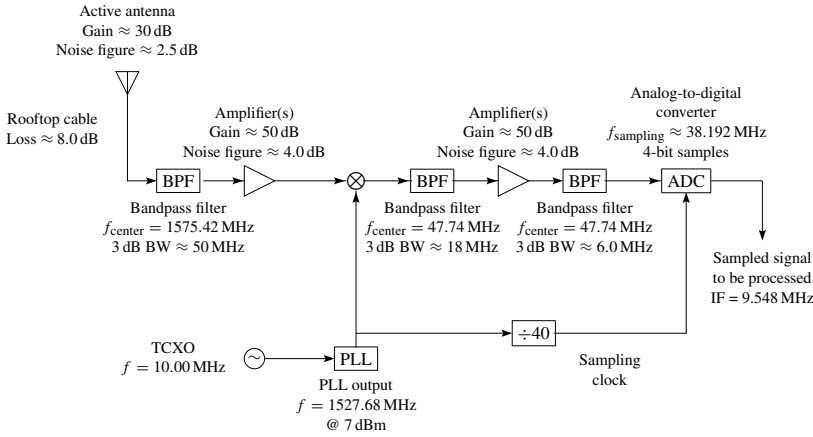 Active antenna
Gain ≈ 30 dB
Noise figure ≈ 2.5 dB
Rooftop cable
Loss ≈ 8.0 dB
Amplifier(s)
Gain ≈ 50 dB
Noise figure ≈ 4.0 dB
Amplifier(s)
Gain ≈ 50 dB
Noise figure ≈ 4.0 dB
Analog-to-digital
converter
fsampling ≈ 38.192 MHz
4-bit samples
BPF
BPF
BPF
ADC
Bandpass filter
fcenter = 1575.42 MHz
3 dB BW ≈ 50 MHz
Bandpass filter
fcenter = 47.74 MHz
3 dB BW ≈ 18 MHz
Bandpass filter
fcenter = 47.74 MHz
3 dB BW ≈ 6.0 MHz
Sampled signal
to be processed
IF = 9.548 MHz
TCXO
f = 10.00 MHz
PLL
÷40
Sampling
clock
PLL output
f = 1527.68 MHz
@ 7 dBm